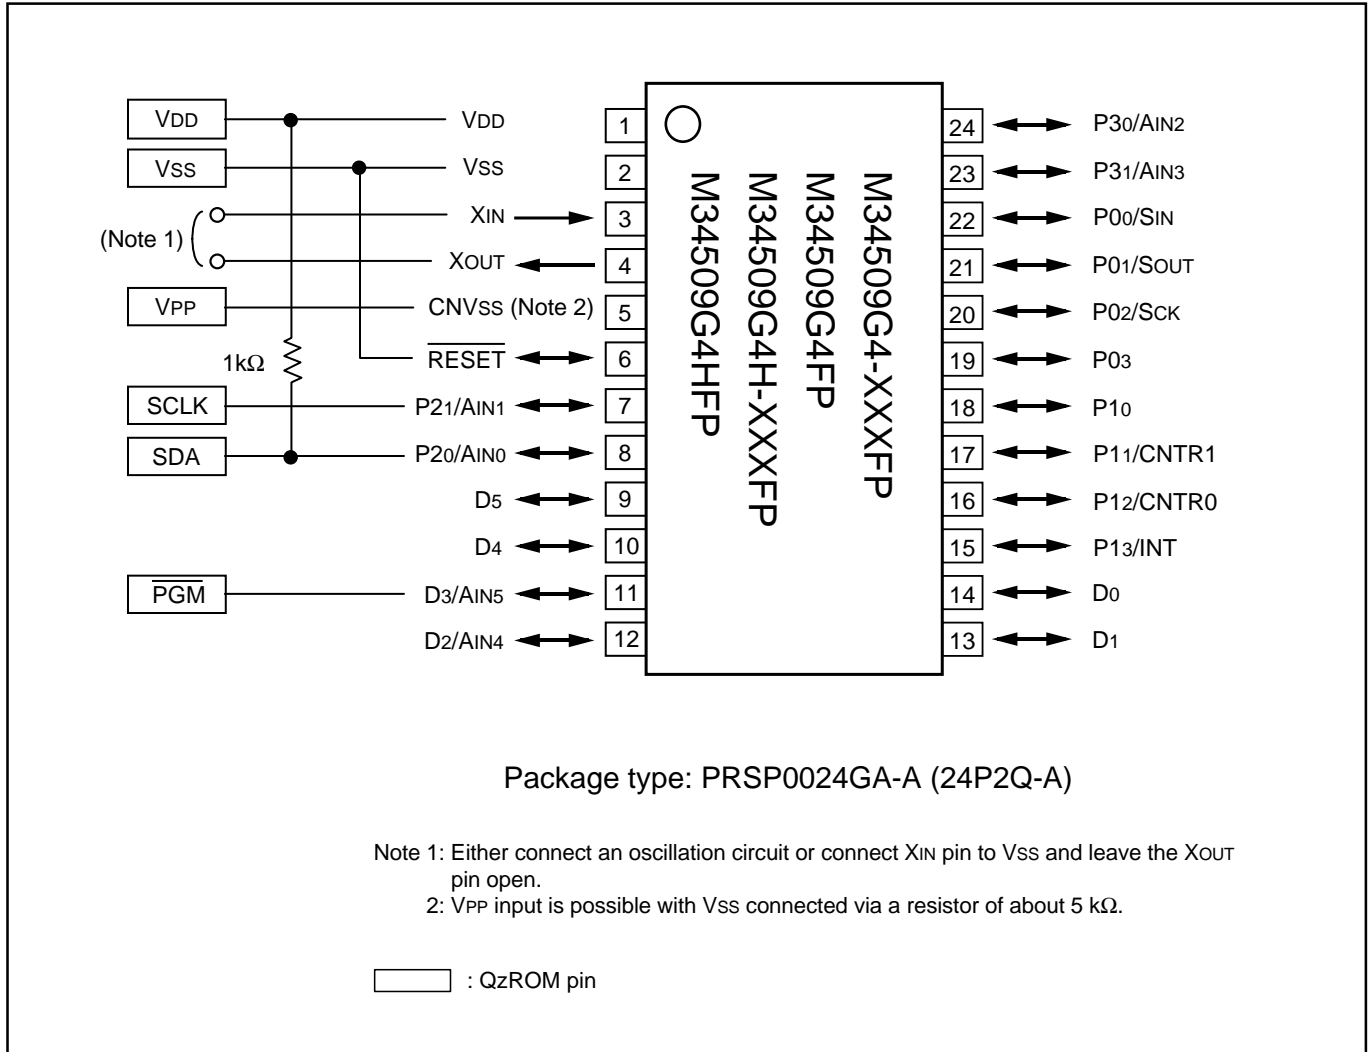 VDD VDD 1 24 P30/AIN2
VSS VSS 2 23 P31/AIN3
(Note 1) XIN 3 22 P00/SIN
XOUT 4 21 P01/SOUT
VPP CNVSS (Note 2) 5 20 P02/SCK
1kΩ RESET 6 19 P03
SCLK P21/AIN1 7 18 P10
SDA P20/AIN0 8 17 P11/CNTR1
D5 9 16 P12/CNTR0
D4 10 15 P13/INT
PGM D3/AIN5 11 14 D0
D2/AIN4 12 13 D1
M34509G4-XXXFP
M34509G4FP
M34509G4H-XXXFP
M34509G4HFP
Package type: PRSP0024GA-A (24P2Q-A)
Note 1: Either connect an oscillation circuit or connect XIN pin to VSS and leave the XOUT
pin open.
2: VPP input is possible with VSS connected via a resistor of about 5 kΩ.
: QzROM pin